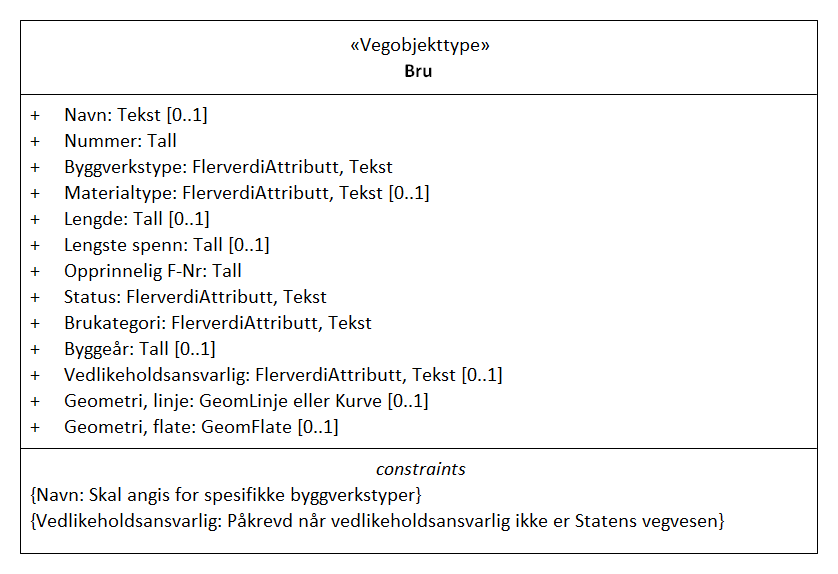 «Vegobjekttype»
Bru
+ Navn: Tekst [0..1]
+ Nummer: Tall
+ Byggverkstype: FlerverdiAttributt, Tekst
+ Materialtype: FlerverdiAttributt, Tekst [0..1]
+ Lengde: Tall [0..1]
+ Lengste spenn: Tall [0..1]
+ Opprinnelig F-Nr: Tall
+ Status: FlerverdiAttributt, Tekst
+ Brukategori: FlerverdiAttributt, Tekst
+ Byggeår: Tall [0..1]
+ Vedlikeholdsansvarlig: FlerverdiAttributt, Tekst [0..1]
+ Geometri, linje: GeomLinje eller Kurve [0..1]
+ Geometri, flate: GeomFlate [0..1]
constraints
{Navn: Skal angis for spesifikke byggverkstyper}
{Vedlikeholdsansvarlig: Påkrevd når vedlikeholdsansvarlig ikke er Statens vegvesen}